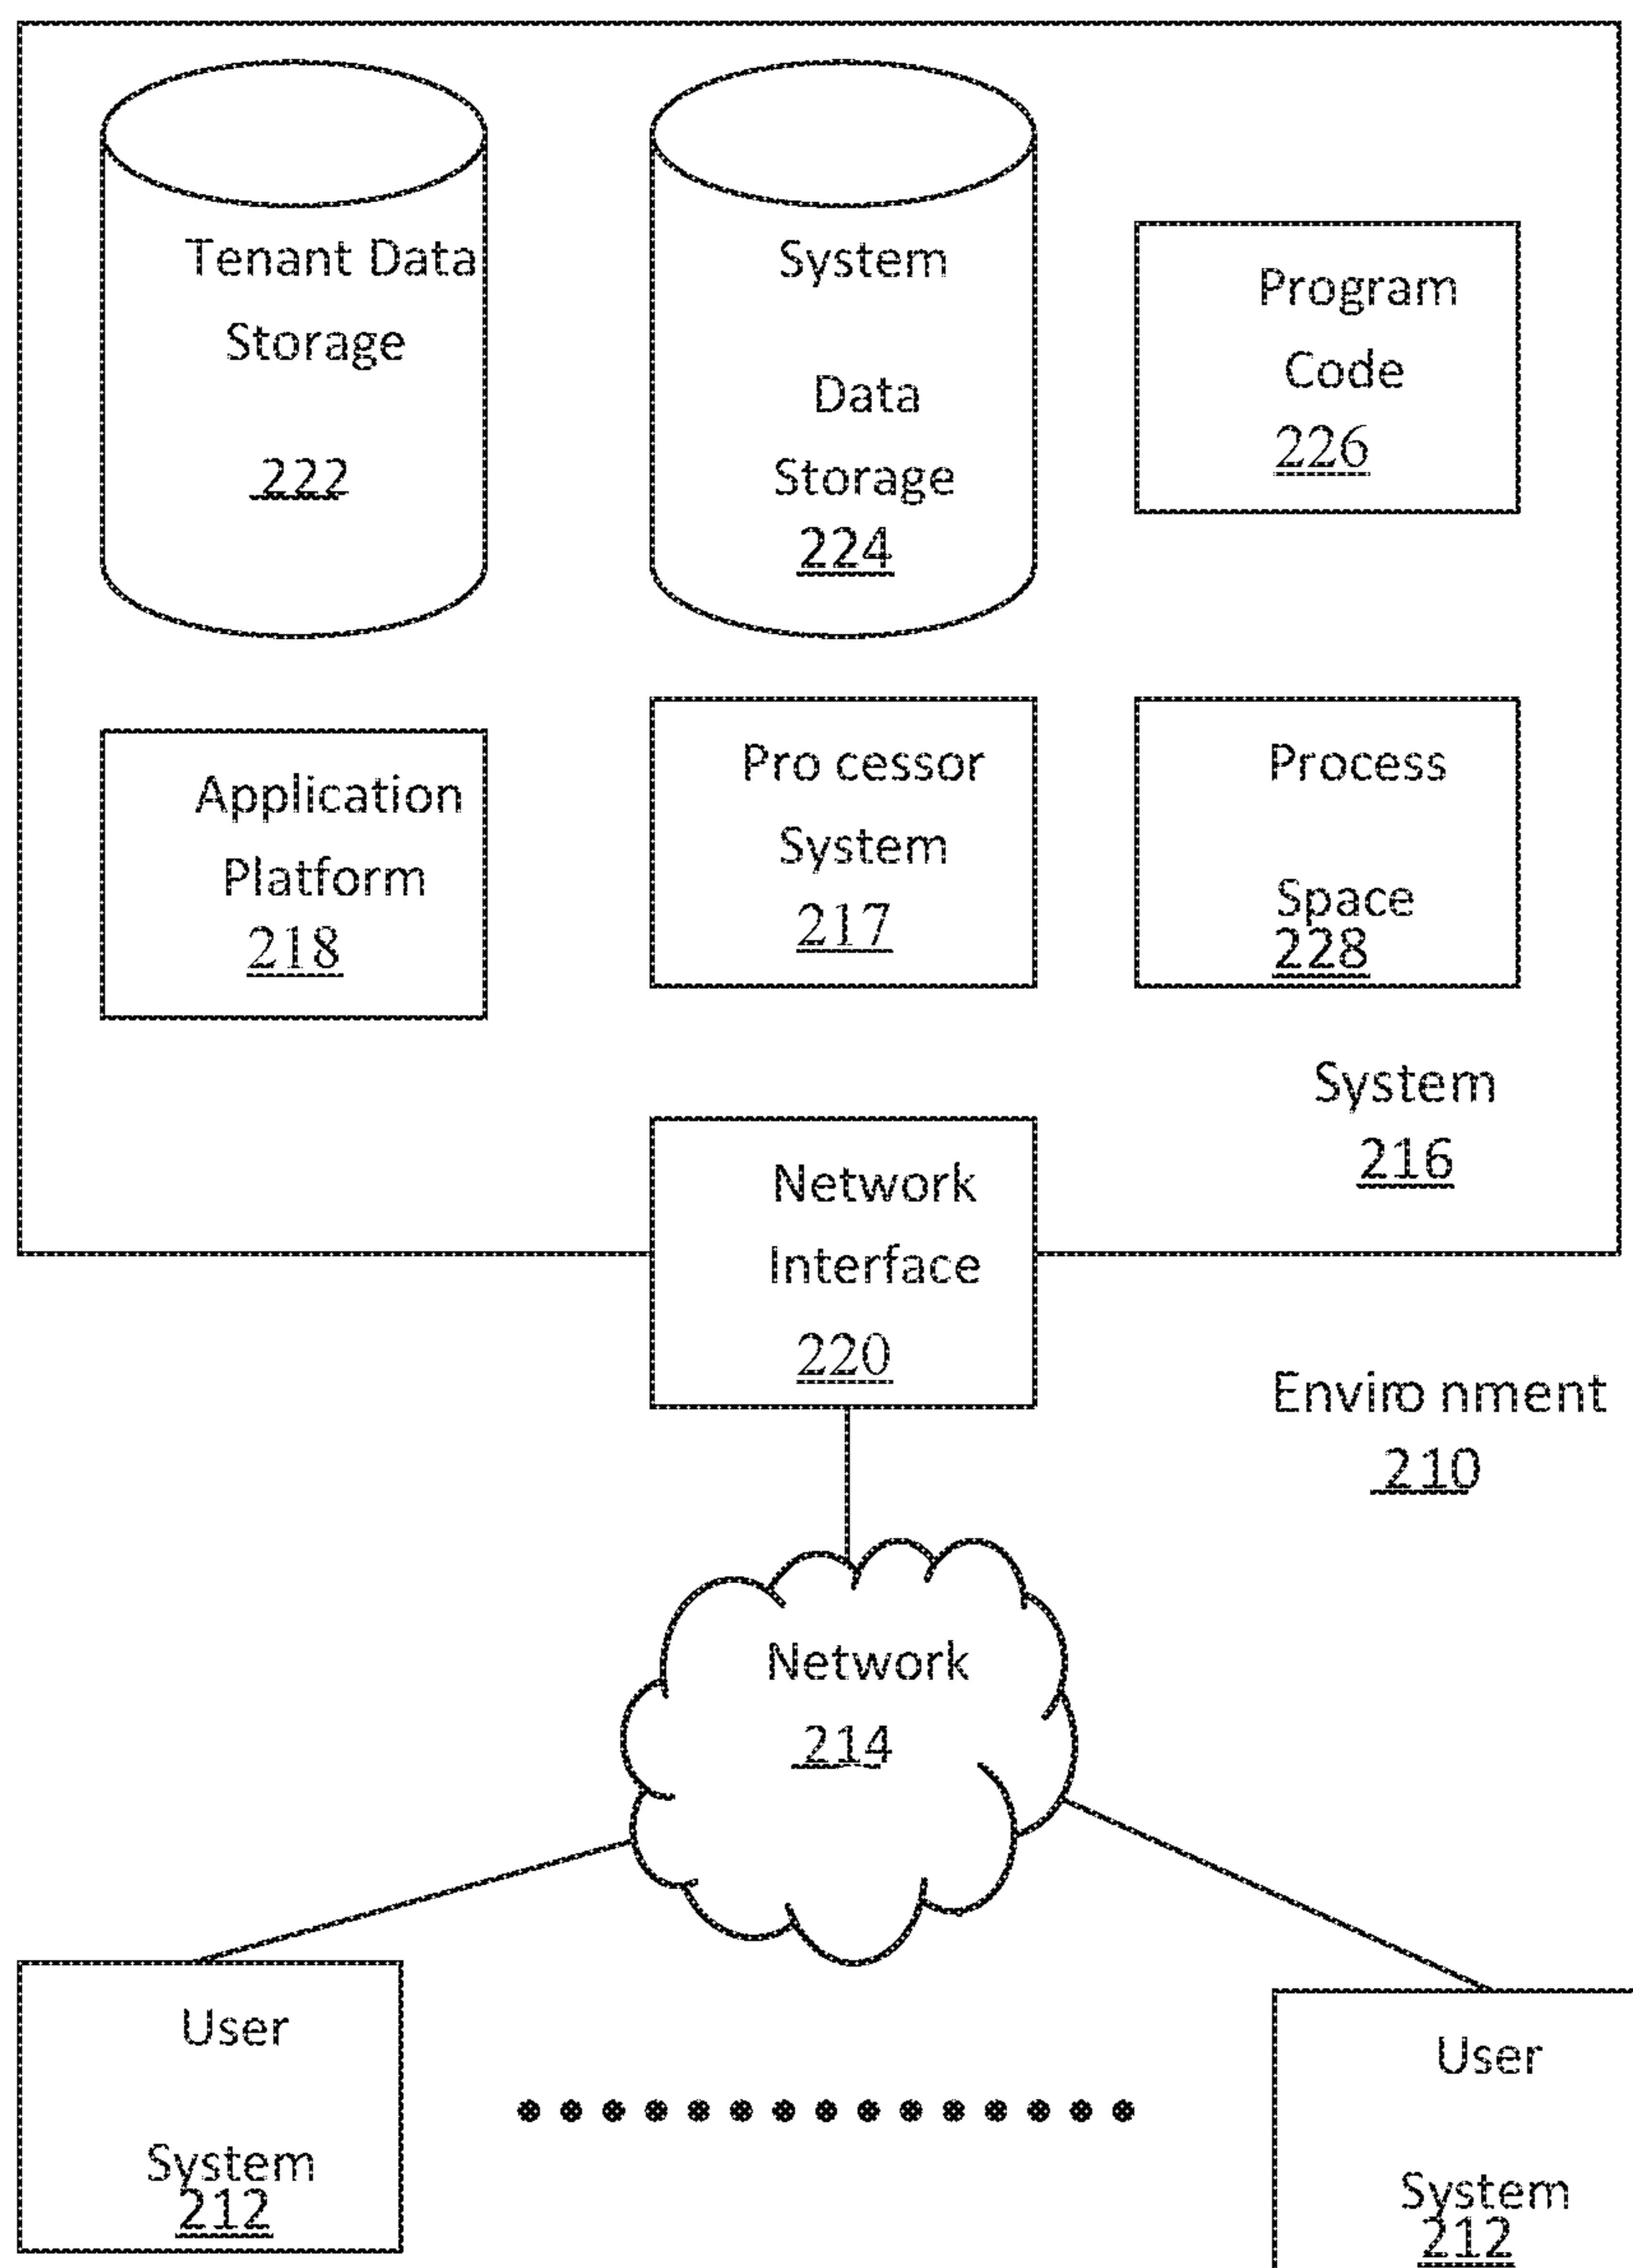 Tenant Data
Storage
222
System
Data
Storage
224
Program
Code
226
Application
Platform
218
Pro cessor
System
217
Process
Space
228
System
216
Network
Interface
220
Enviro nment
210
Network
214
User
System
212
User
System
212